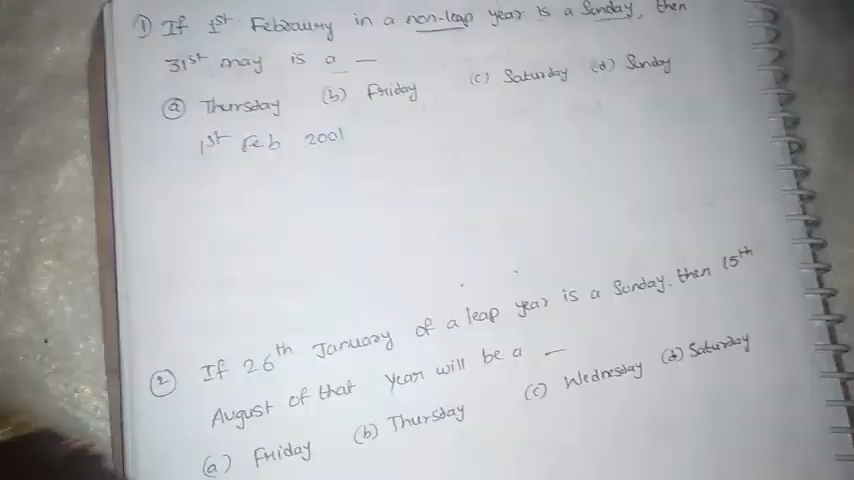 ① If 1st Febraury in a non-leap year is a Sunday, then
31st may is a —
ⓐ Thursday (b) Friday (c) Saturday (d) Sunday
1st Feb 2001
② If 26th January of a leap year is a Sunday. then 15th
August of that year will be a —
(a) Friday (b) Thursday (c) Wednesday (d) Saturday